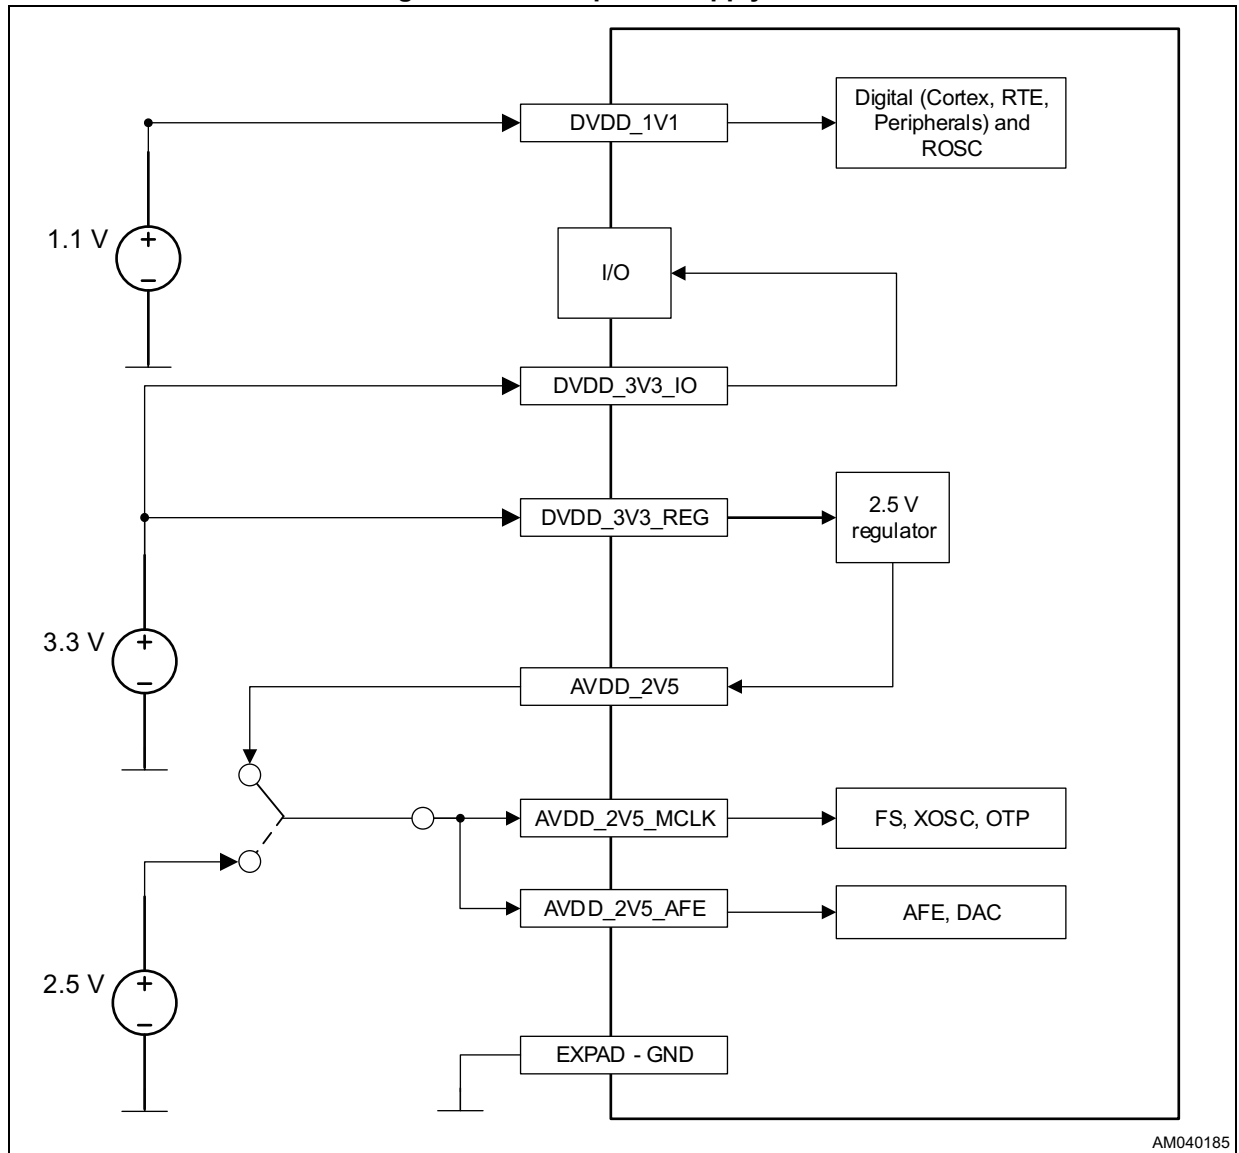 DVDD_1V1
Digital (Cortex, RTE,
Peripherals) and
ROSC
1.1 V
+
–
I/O
DVDD_3V3_IO
DVDD_3V3_REG
2.5 V
regulator
3.3 V
+
–
AVDD_2V5
AVDD_2V5_MCLK
FS, XOSC, OTP
AVDD_2V5_AFE
AFE, DAC
2.5 V
+
–
EXPAD - GND
AM040185